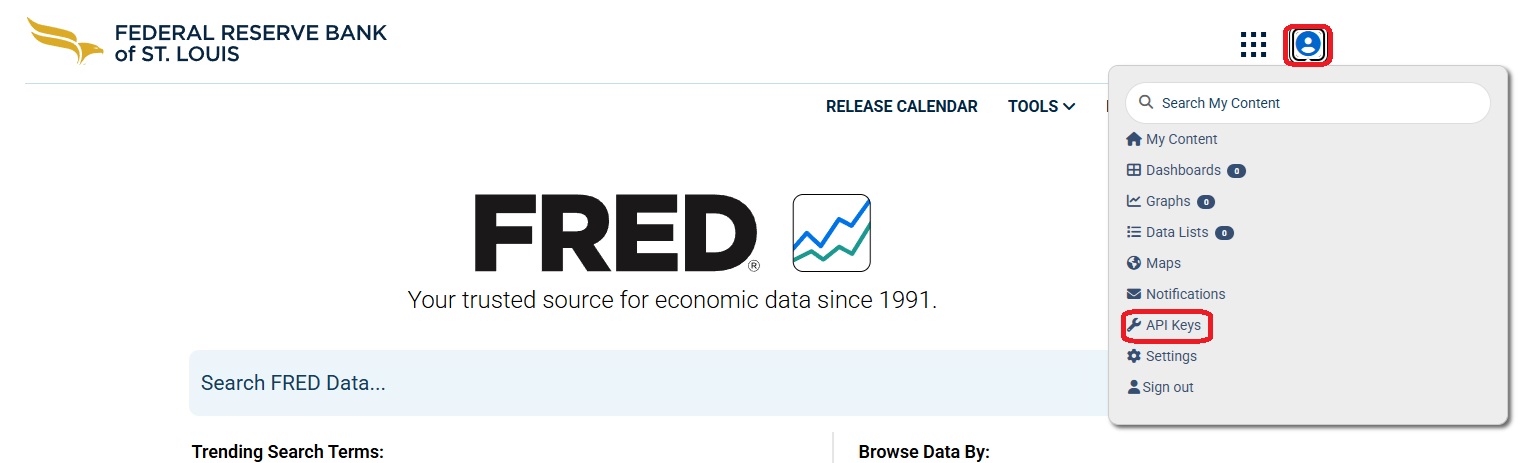 FEDERAL RESERVE BANK
of ST. LOUIS
RELEASE CALENDAR
TOOLS
Search My Content
My Content
Dashboards 0
Graphs 0
Data Lists 0
Maps
Notifications
API Keys
Settings
Sign out
FRED®
Your trusted source for economic data since 1991.
Search FRED Data...
Trending Search Terms:
Browse Data By: